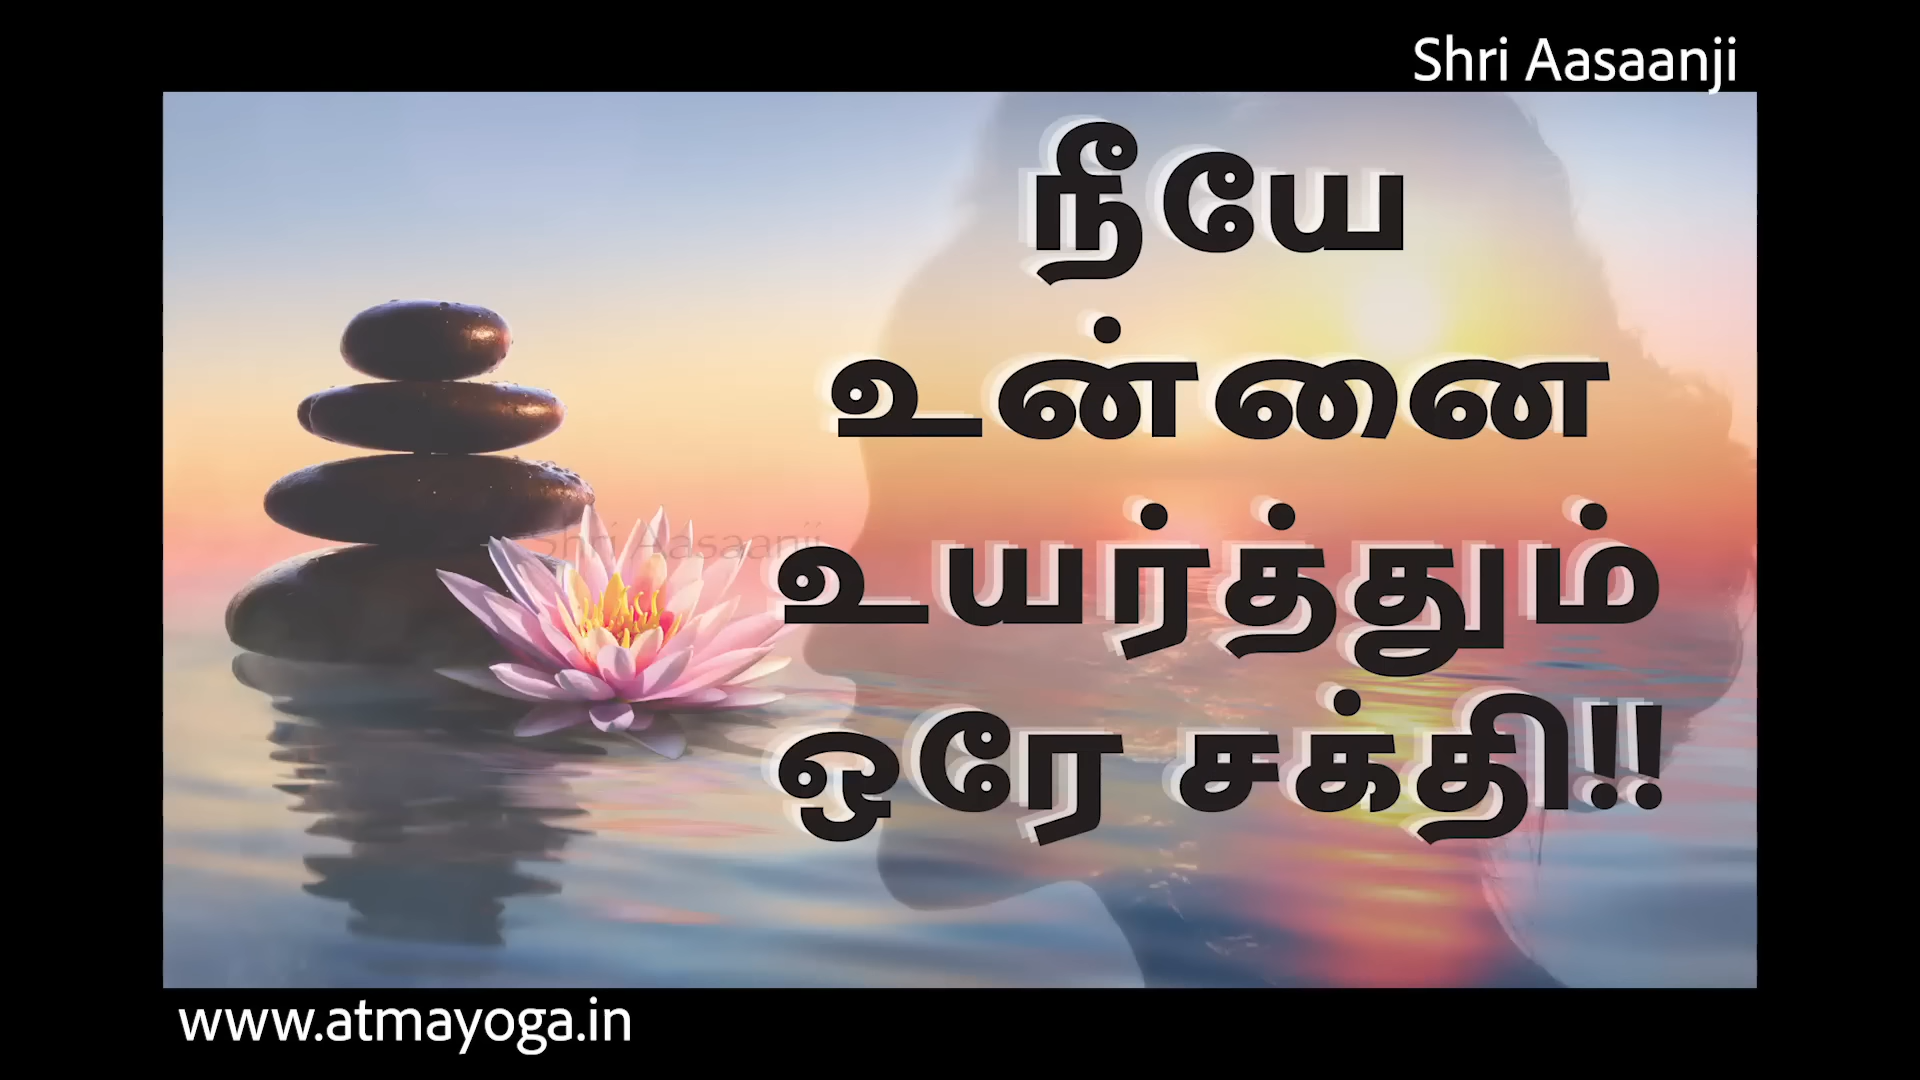 Shri Aasaanji
நீயே
உன்னை
உயர்த்தும்
ஒரே சக்தி!!
Shri Aasaanji
www.atmayoga.in